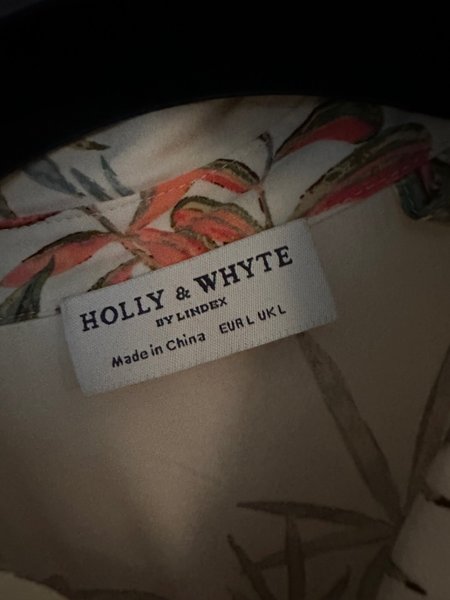 HOLLY & WHYTE
BY LINDEX
Made in China EUR L UK L